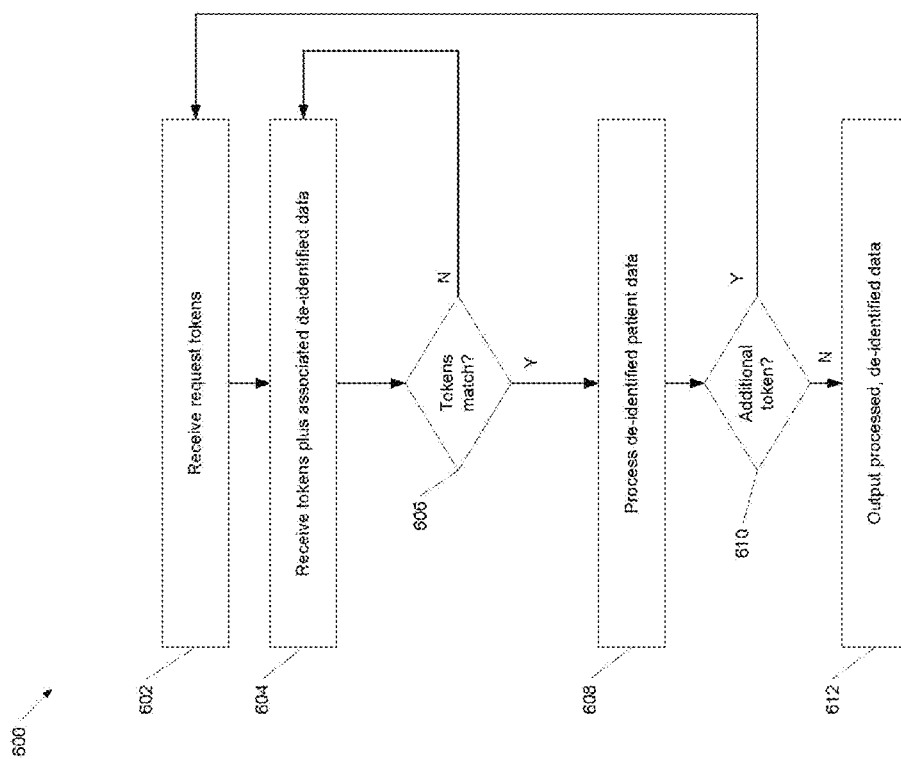 600
602
Receive request tokens
604
Receive tokens plus associated de-identified data
606
Tokens
match?
N
Y
608
Process de-identified patient data
610
Additional
token?
Y
N
612
Output processed, de-identified data